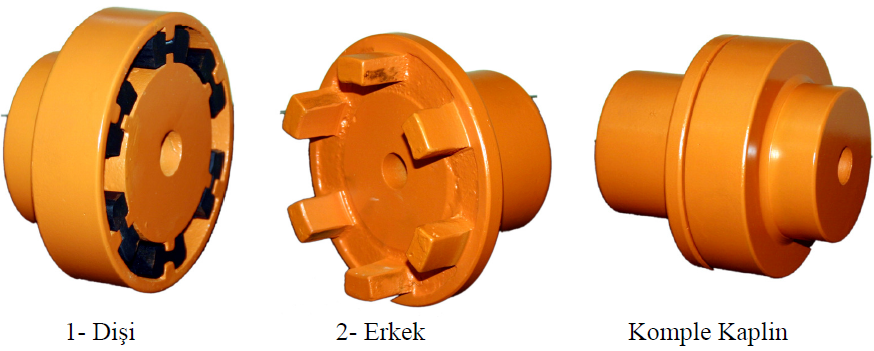 1- Dişi
2- Erkek
Komple Kaplin